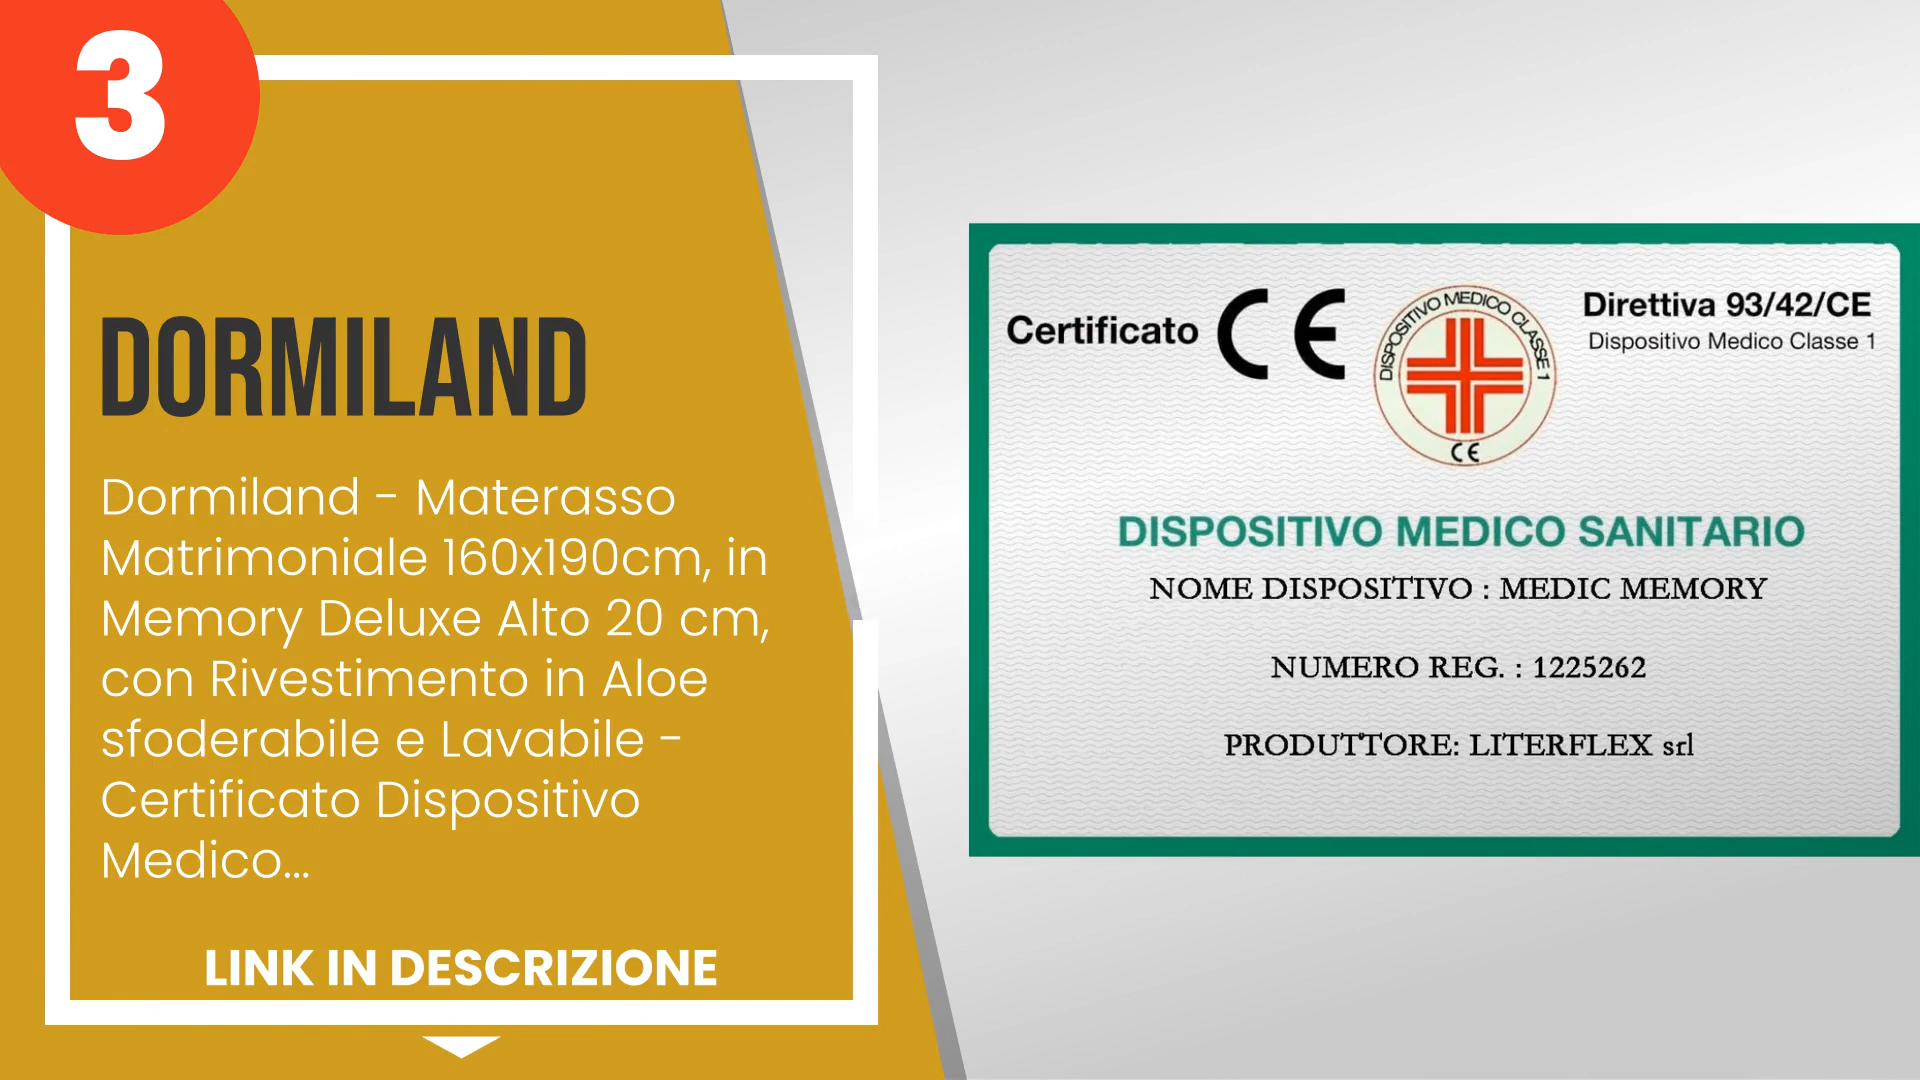 3
DORMILAND
Dormiland - Materasso
Matrimoniale 160x190cm, in
Memory Deluxe Alto 20 cm,
con Rivestimento in Aloe
sfoderabile e Lavabile -
Certificato Dispositivo
Medico...
LINK IN DESCRIZIONE
Certificato CE
DISPOSITIVO MEDICO CLASSE 1
CE
Direttiva 93/42/CE
Dispositivo Medico Classe 1
DISPOSITIVO MEDICO SANITARIO
NOME DISPOSITIVO : MEDIC MEMORY
NUMERO REG. : 1225262
PRODUTTORE: LITERFLEX srl